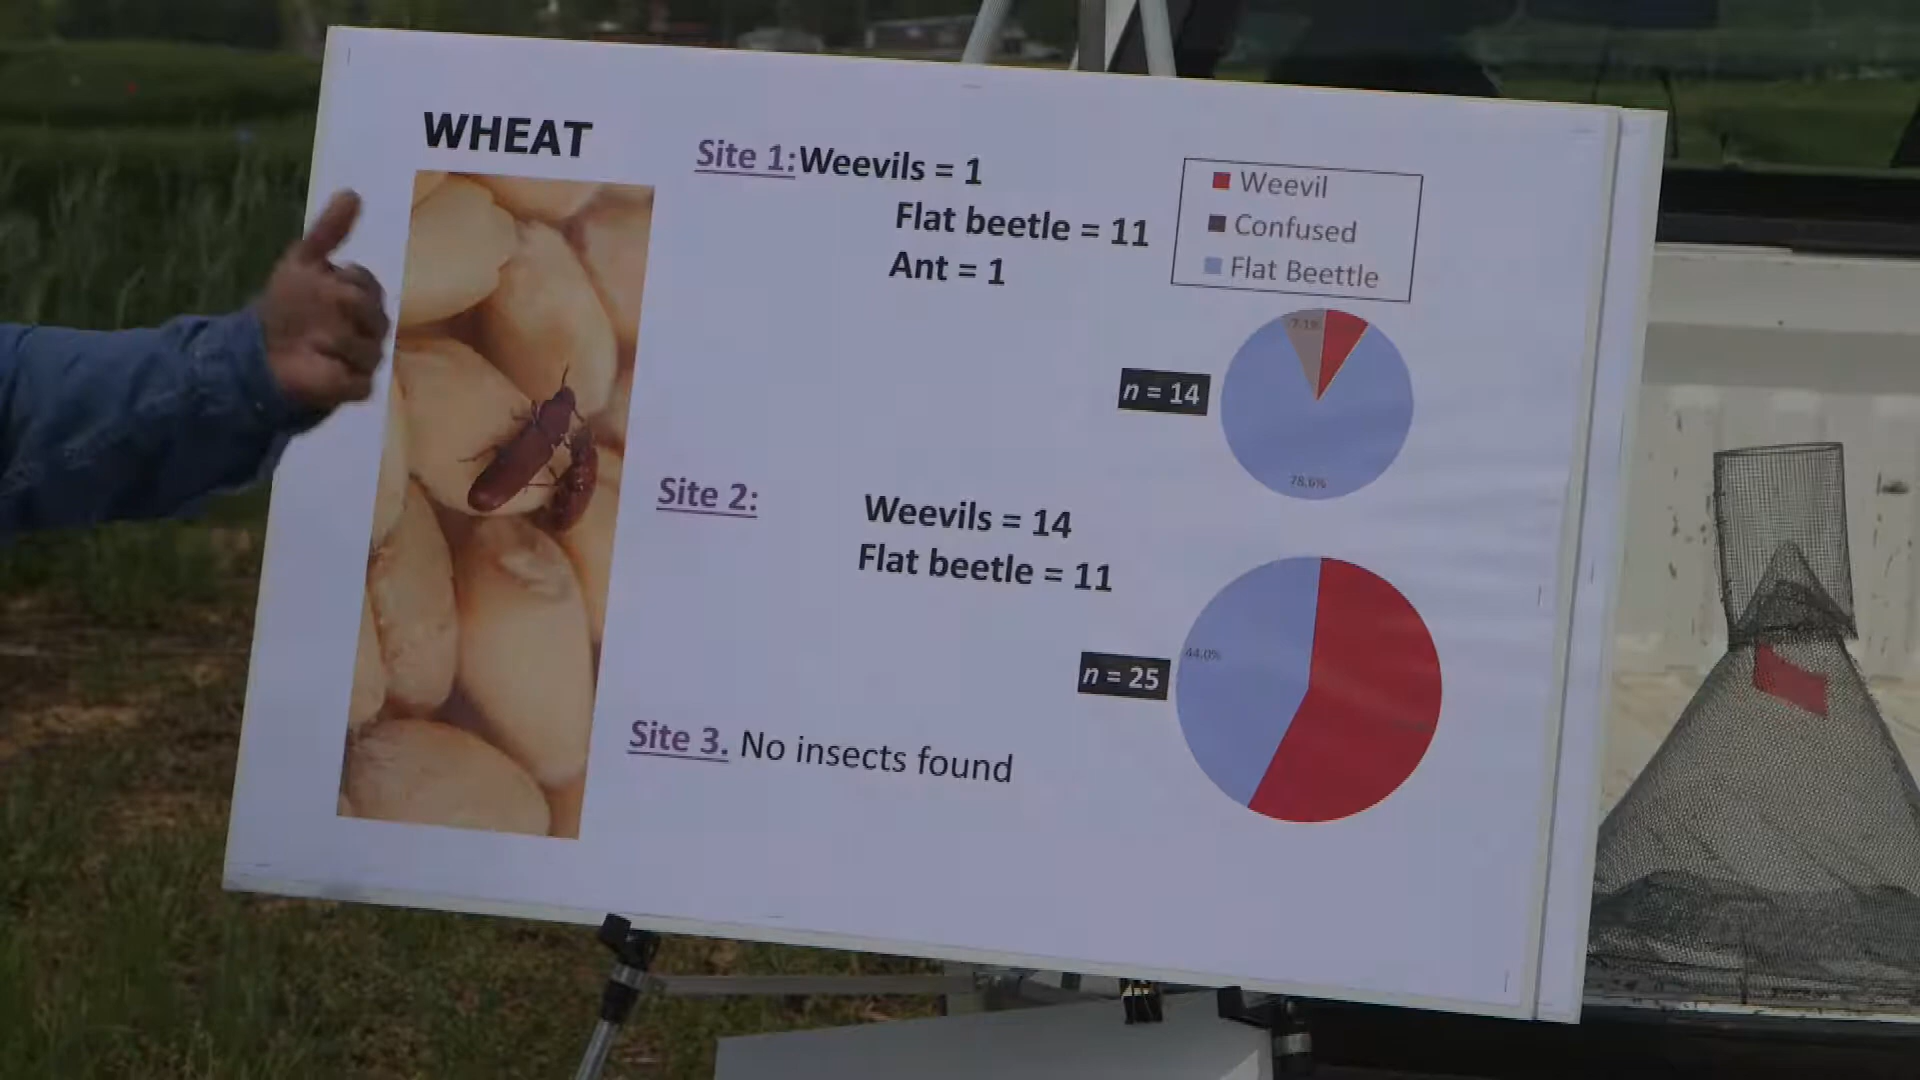 WHEAT
Site 1:Weevils = 1
Flat beetle = 11
Ant = 1
Weevil
Confused
Flat Beettle
7.1%
n = 14
78.6%
Site 2:
Weevils = 14
Flat beetle = 11
44.0%
n = 25
Site 3. No insects found